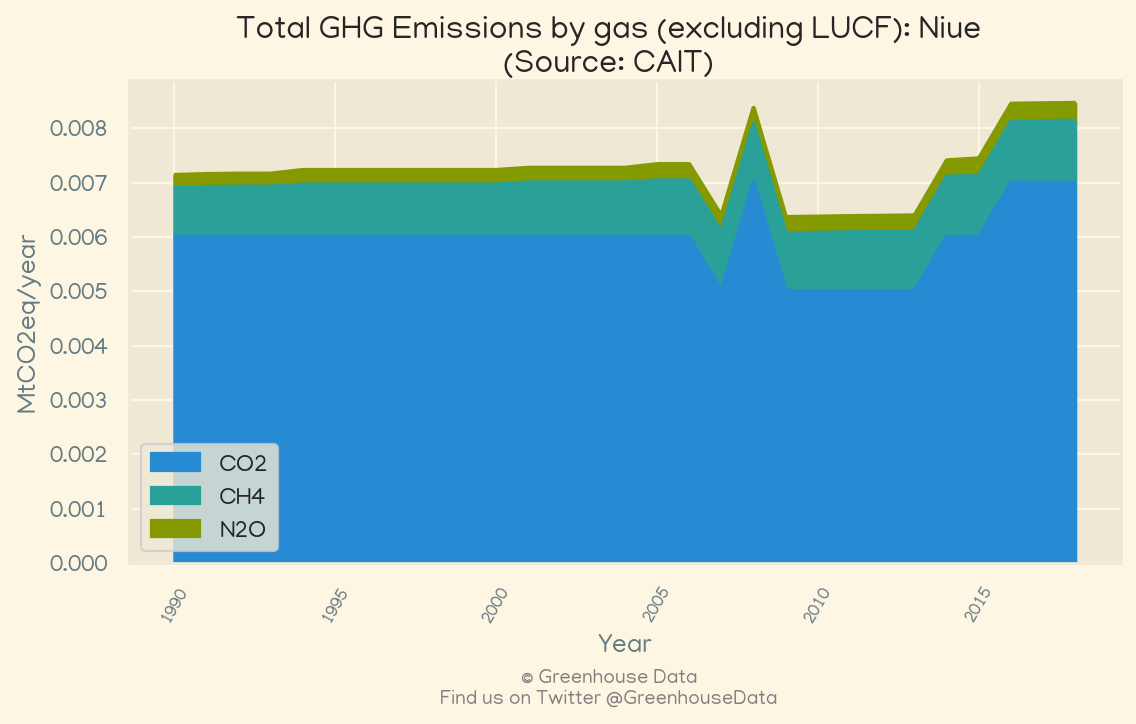 Total GHG Emissions by gas (excluding LUCF): Niue
(Source: CAIT)
MtCO2eq/year
0.008
0.007
0.006
0.005
0.004
0.003
0.002
0.001
0.000
CO2
CH4
N2O
1990
1995
2000
2005
2010
2015
Year
© Greenhouse Data
Find us on Twitter @GreenhouseData